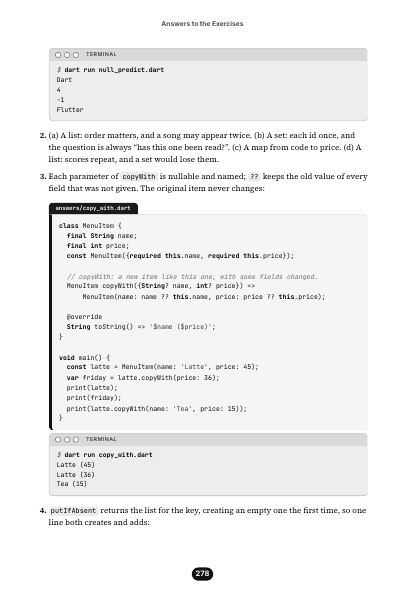 Answers to the Exercises
TERMINAL
$ dart run null_predict.dart
Dart
4
-1
Flutter
2. (a) A list: order matters, and a song may appear twice. (b) A set: each id once, and
the question is always “has this one been read?”. (c) A map from code to price. (d) A
list: scores repeat, and a set would lose them.
3. Each parameter of copyWith is nullable and named; ?? keeps the old value of every
field that was not given. The original item never changes:
answers/copy_with.dart
class MenuItem {
  final String name;
  final int price;
  const MenuItem({required this.name, required this.price});
  // copyWith: a new item like this one, with some fields changed.
  MenuItem copyWith({String? name, int? price}) =>
      MenuItem(name: name ?? this.name, price: price ?? this.price);
  @override
  String toString() => '$name ($price)';
}
void main() {
  const latte = MenuItem(name: 'Latte', price: 45);
  var friday = latte.copyWith(price: 36);
  print(latte);
  print(friday);
  print(latte.copyWith(name: 'Tea', price: 15));
}
TERMINAL
$ dart run copy_with.dart
Latte (45)
Latte (36)
Tea (15)
4. putIfAbsent returns the list for the key, creating an empty one the first time, so one
line both creates and adds:
278